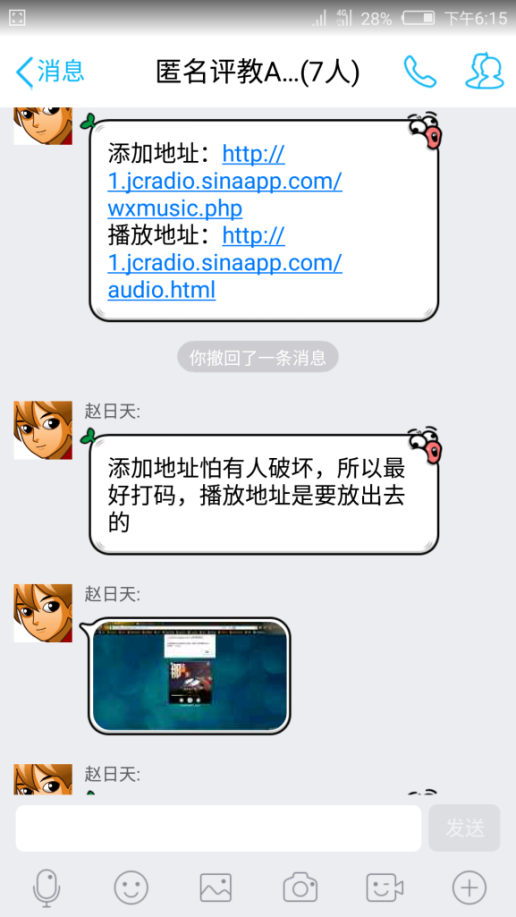 4G 28% 下午6:15
消息 匿名评教A...(7人)
添加地址：http://
1.jcradio.sinaapp.com/
wxmusic.php
播放地址：http://
1.jcradio.sinaapp.com/
audio.html
你撤回了一条消息
赵日天:
添加地址怕有人破坏，所以最
好打码，播放地址是要放出去
的
赵日天:
赵日天:
发送